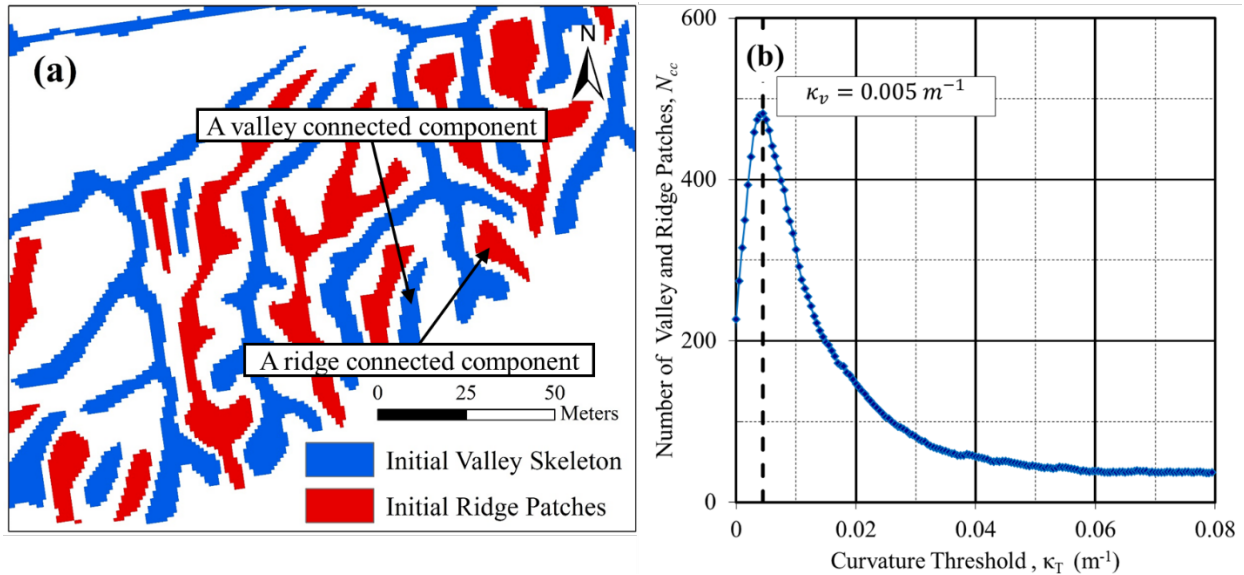 (a)
N
A valley connected component
A ridge connected component
0 25 50
Meters
Initial Valley Skeleton
Initial Ridge Patches
(b)
κᵥ = 0.005 m⁻¹
Number of Valley and Ridge Patches, N_cc
600
400
200
0
0 0.02 0.04 0.06 0.08
Curvature Threshold , κ_T (m⁻¹)